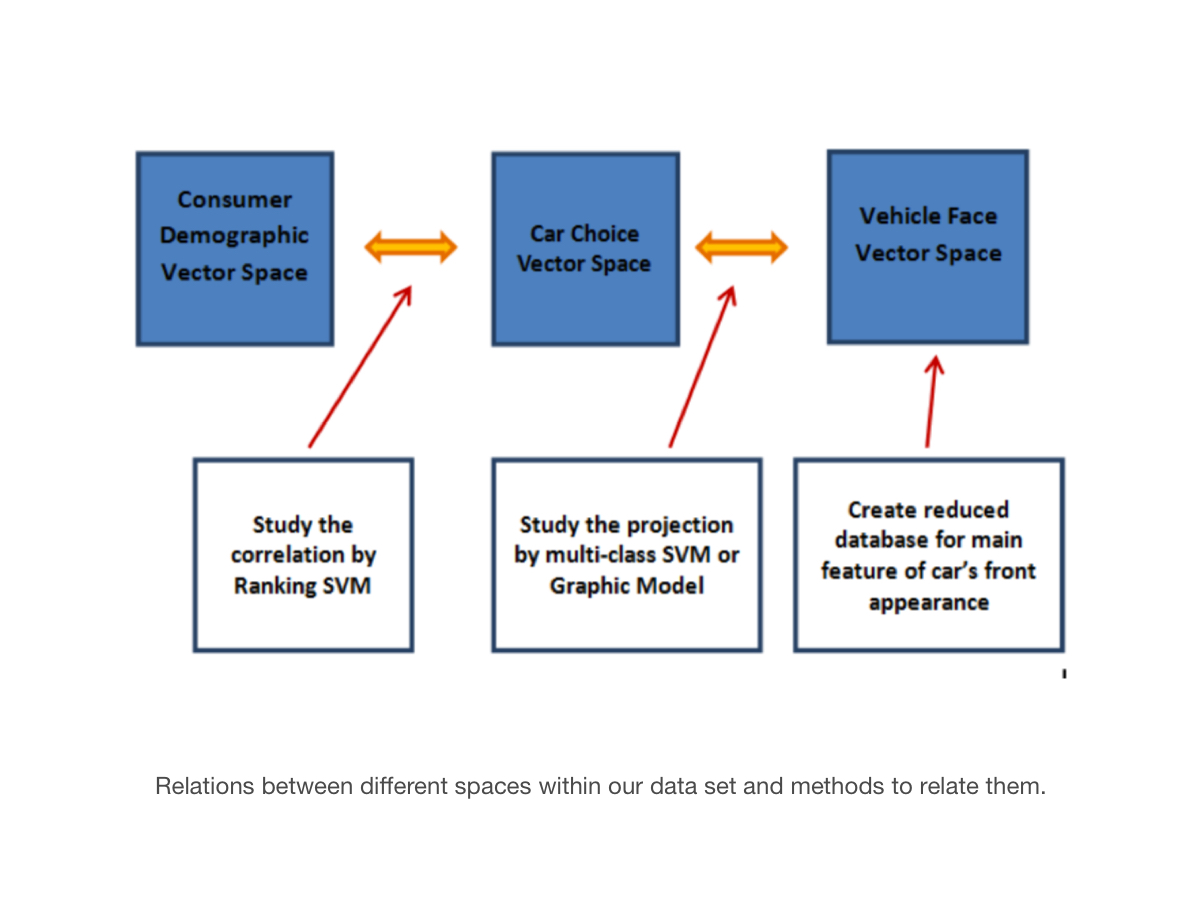 Consumer
Demographic
Vector Space
Car Choice
Vector Space
Vehicle Face
Vector Space
Study the
correlation by
Ranking SVM
Study the projection
by multi-class SVM or
Graphic Model
Create reduced
database for main
feature of car's front
appearance
Relations between different spaces within our data set and methods to relate them.